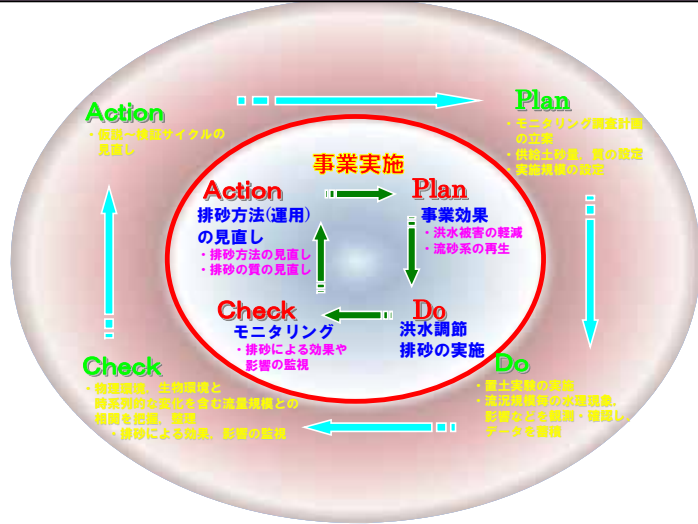 Action
・仮説ー検証サイクルの
見直し
Plan
・モニタリング調査計画
の立案
・供給土砂量、質の設定
・実施規模の設定
事業実施
Action
排砂方法(運用)
の見直し
・排砂方法の見直し
・排砂の質の見直し
Plan
事業効果
・洪水被害の軽減
・流砂系の再生
Check
モニタリング
・排砂による効果や
影響の監視
Do
洪水調節
排砂の実施
Check
・物理環境、生物環境と
時系列的な変化を含む流量規模との
相関を把握、整理
・排砂による効果、影響の監視
Do
・置土実験の実施
・流況規模毎の水理現象、
影響などを観測・確認し、
データを蓄積